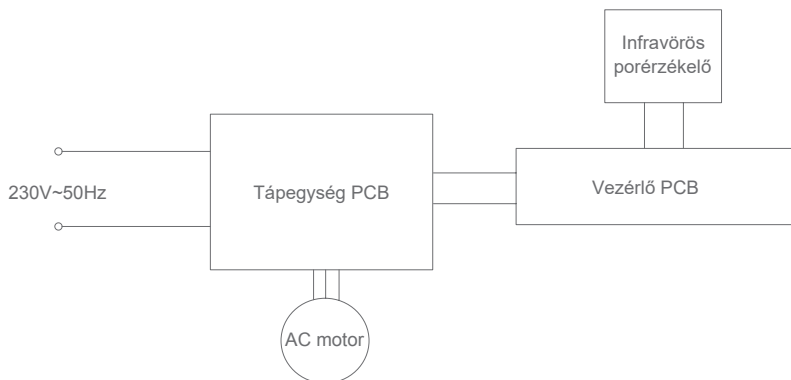 Infravörös
porérzékelő
230V~50Hz
Tápegység PCB
Vezérlő PCB
AC motor